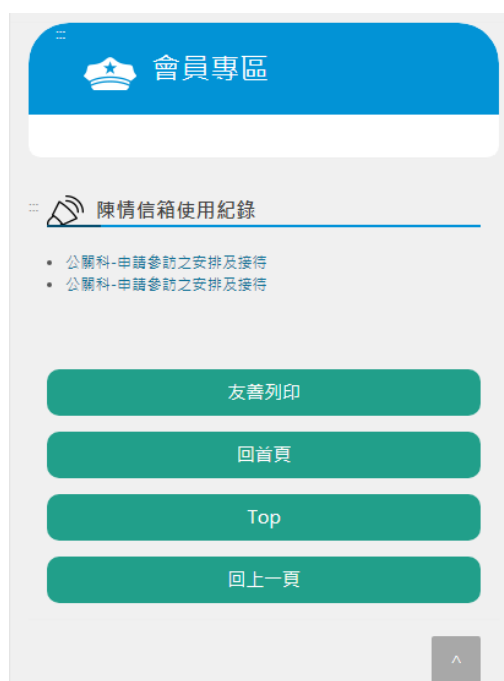 :::
會員專區
:::
陳情信箱使用紀錄
公關科-申請參訪之安排及接待
公關科-申請參訪之安排及接待
友善列印
回首頁
Top
回上一頁
^